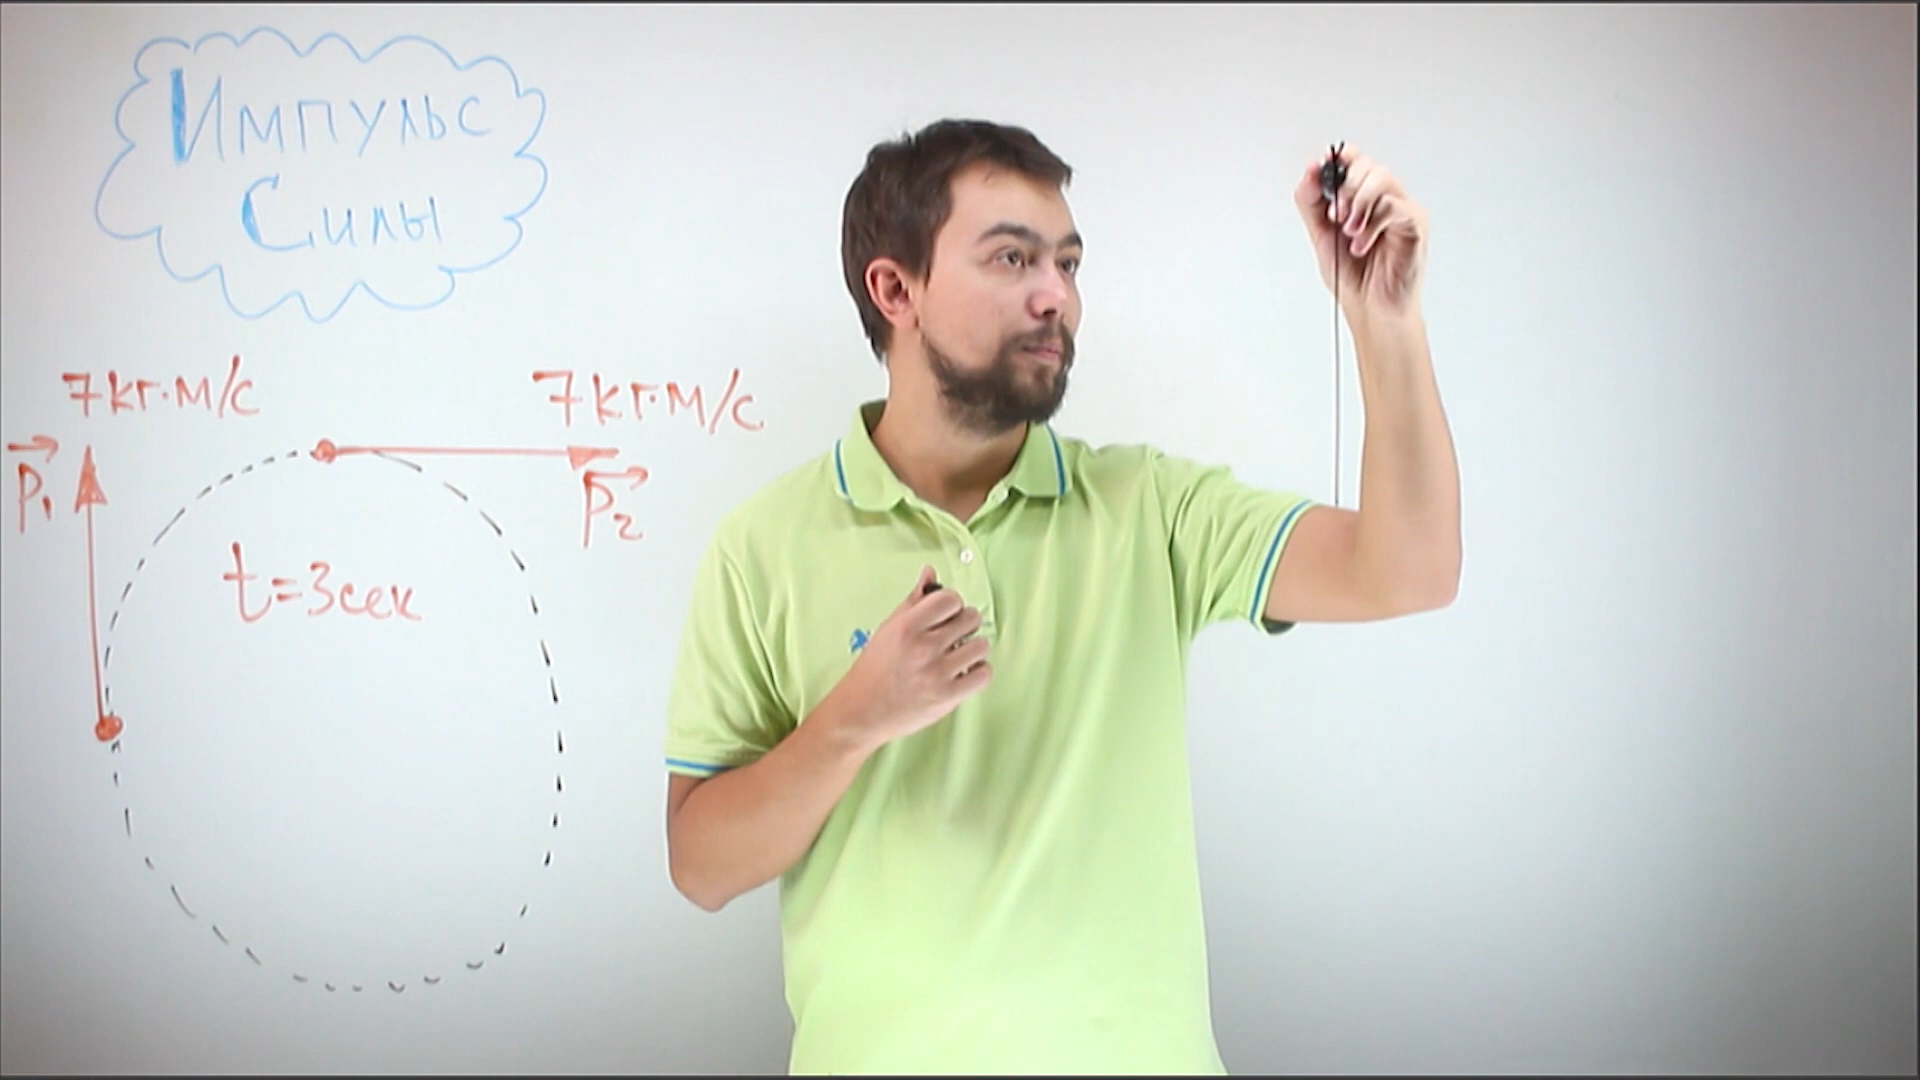 Импульс
Силы
7кг·м/с
7кг·м/с
p₁
p₂
t=3сек